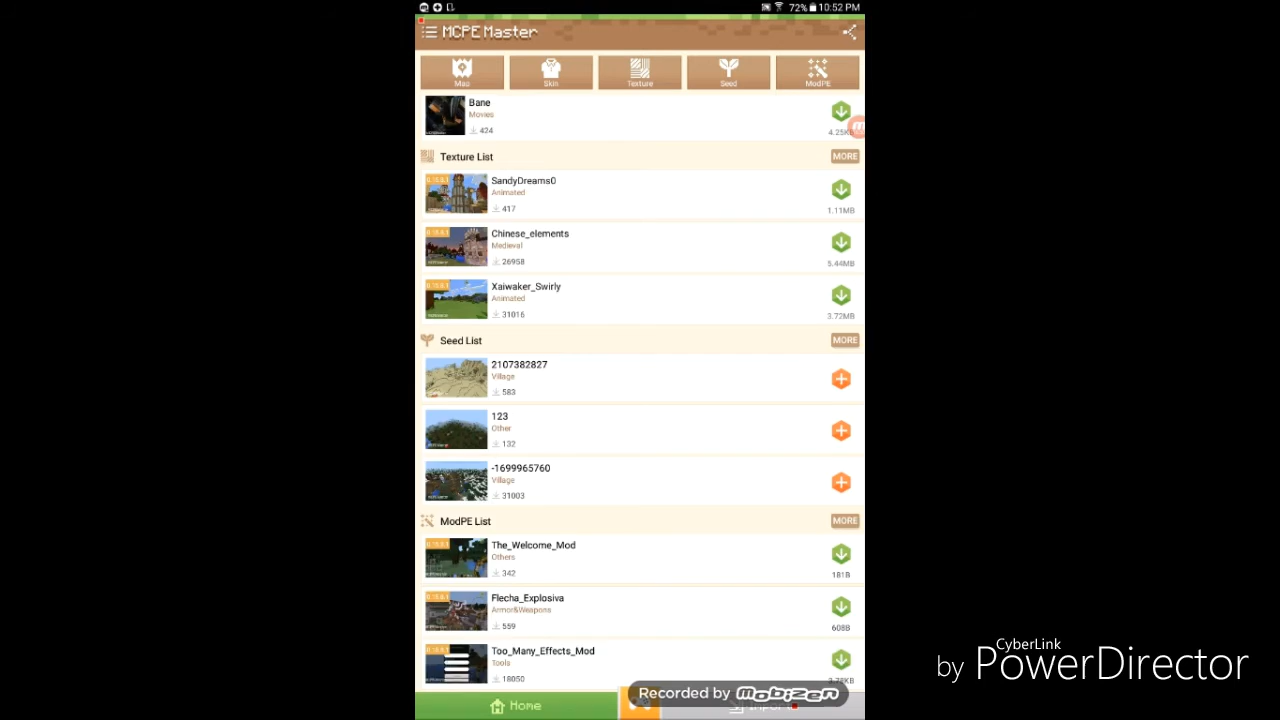 72% 10:52 PM
MCPE Master
Map Skin Texture Seed ModPE
Bane
Movies
424
4.25KB
Texture List MORE
SandyDreams0
Animated
417
1.11MB
Chinese_elements
Medieval
26958
5.44MB
Xaiwaker_Swirly
Animated
31016
3.72MB
Seed List MORE
2107382827
Village
583
123
Other
132
-1699965760
Village
31003
ModPE List MORE
The_Welcome_Mod
Others
342
181B
Flecha_Explosiva
Armor&Weapons
559
608B
Too_Many_Effects_Mod
Tools
18050
Recorded by Mobizen
Home Import
CyberLink
by PowerDirector